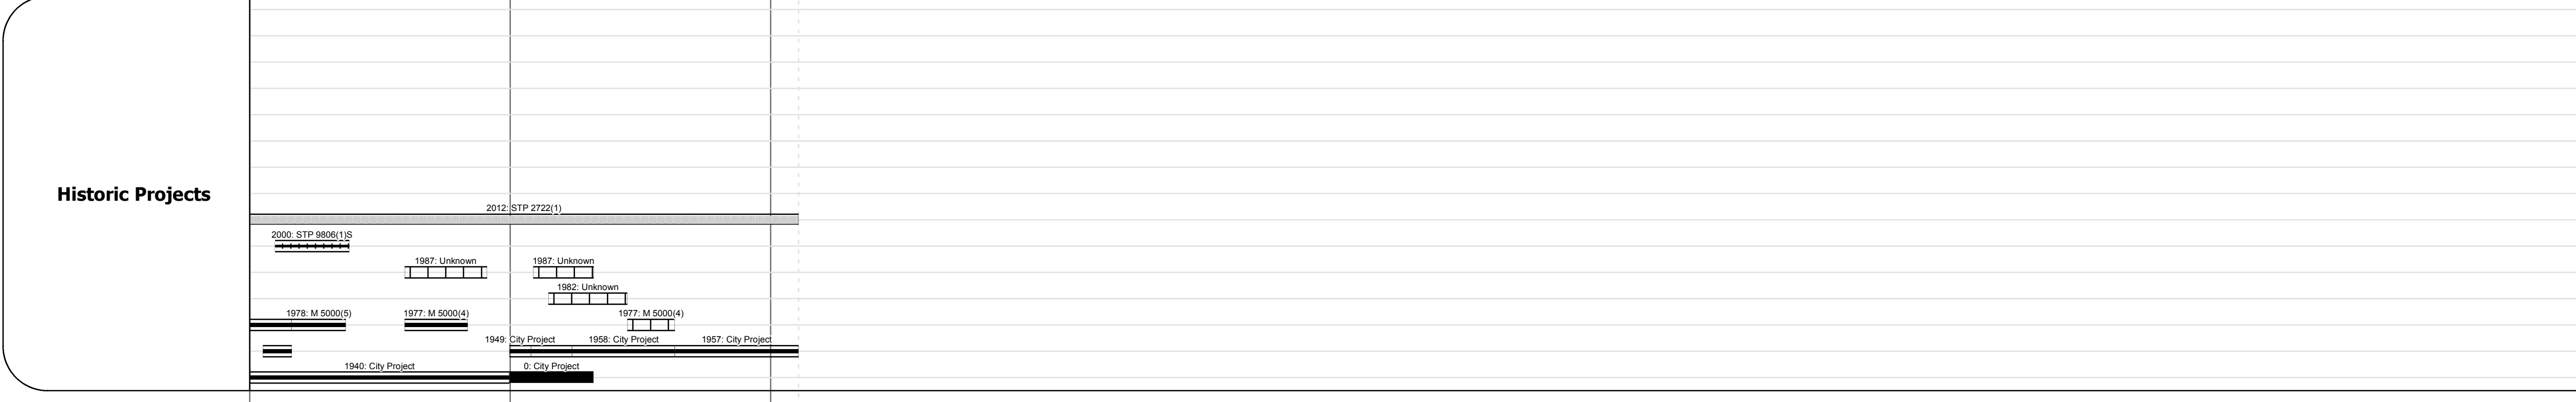 Historic Projects
2012: STP 2722(1)
2000: STP 9806(1)S
1987: Unknown
1987: Unknown
1982: Unknown
1978: M 5000(5)
1977: M 5000(4)
1977: M 5000(4)
1949: City Project
1958: City Project
1957: City Project
1940: City Project
0: City Project